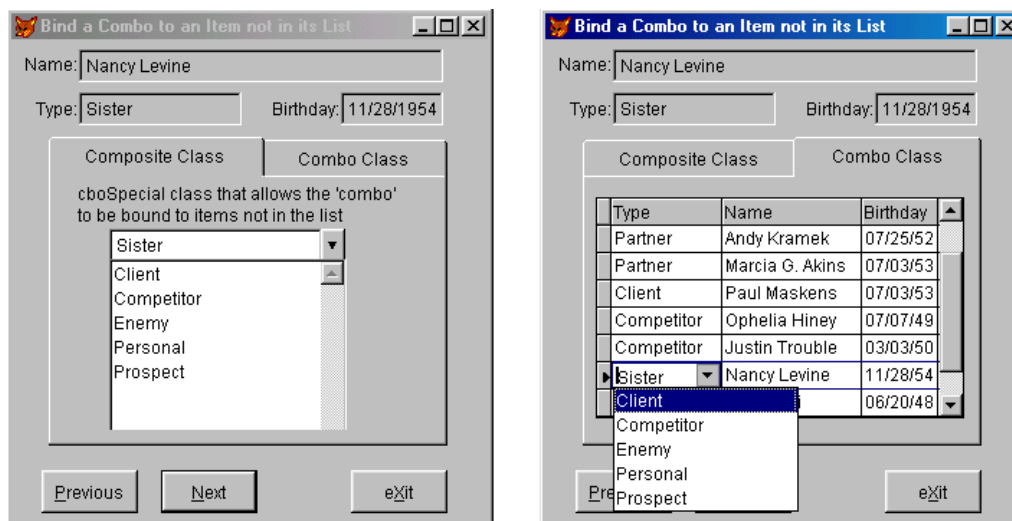 Bind a Combo to an Item not in its List
Name: Nancy Levine
Type: Sister Birthday: 11/28/1954
Composite Class Combo Class
cboSpecial class that allows the 'combo'
to be bound to items not in the list
Sister
Client
Competitor
Enemy
Personal
Prospect
Previous Next eXit
Bind a Combo to an Item not in its List
Name: Nancy Levine
Type: Sister Birthday: 11/28/1954
Composite Class Combo Class
Type Name Birthday
Partner Andy Kramek 07/25/52
Partner Marcia G. Akins 07/03/53
Client Paul Maskens 07/03/53
Competitor Ophelia Hiney 07/07/49
Competitor Justin Trouble 03/03/50
Sister Nancy Levine 11/28/54
Client 06/20/48
Competitor
Enemy
Personal
Prospect
Pre eXit